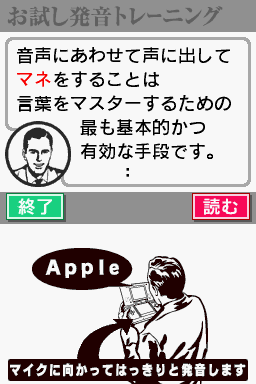 お試し発音トレーニング
音声にあわせて声に出して
マネをすることは
言葉をマスターするための
最も基本的かつ
有効な手段です。
：
終了
読む
Apple
マイクに向かってはっきりと発音します